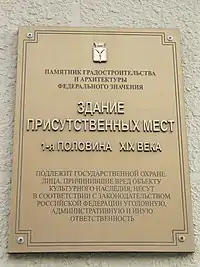 ПАМЯТНИК ГРАДОСТРОИТЕЛЬСТВА
И АРХИТЕКТУРЫ
ФЕДЕРАЛЬНОГО ЗНАЧЕНИЯ
ЗДАНИЕ
ПРИСУТСТВЕННЫХ МЕСТ
1-я ПОЛОВИНА XIX ВЕКА
ПОДЛЕЖИТ ГОСУДАРСТВЕННОЙ ОХРАНЕ.
ЛИЦА, ПРИЧИНИВШИЕ ВРЕД ОБЪЕКТУ
КУЛЬТУРНОГО НАСЛЕДИЯ, НЕСУТ
В СООТВЕТСТВИИ С ЗАКОНОДАТЕЛЬСТВОМ
РОССИЙСКОЙ ФЕДЕРАЦИИ УГОЛОВНУЮ,
АДМИНИСТРАТИВНУЮ И ИНУЮ
ОТВЕТСТВЕННОСТЬ.